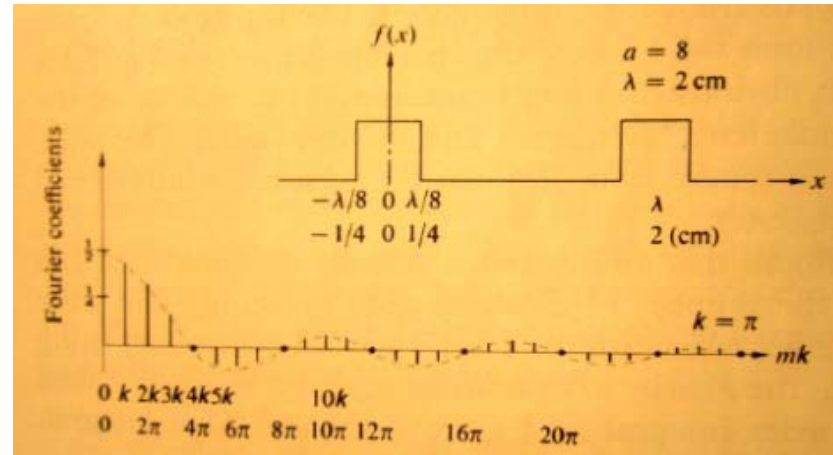 f(x)
a = 8
λ = 2 cm
Fourier coefficients
x
−λ/8 0 λ/8 λ
−1/4 0 1/4 2 (cm)
k = π
mk
0 k 2k 3k 4k 5k 10k
0 2π 4π 6π 8π 10π 12π 16π 20π